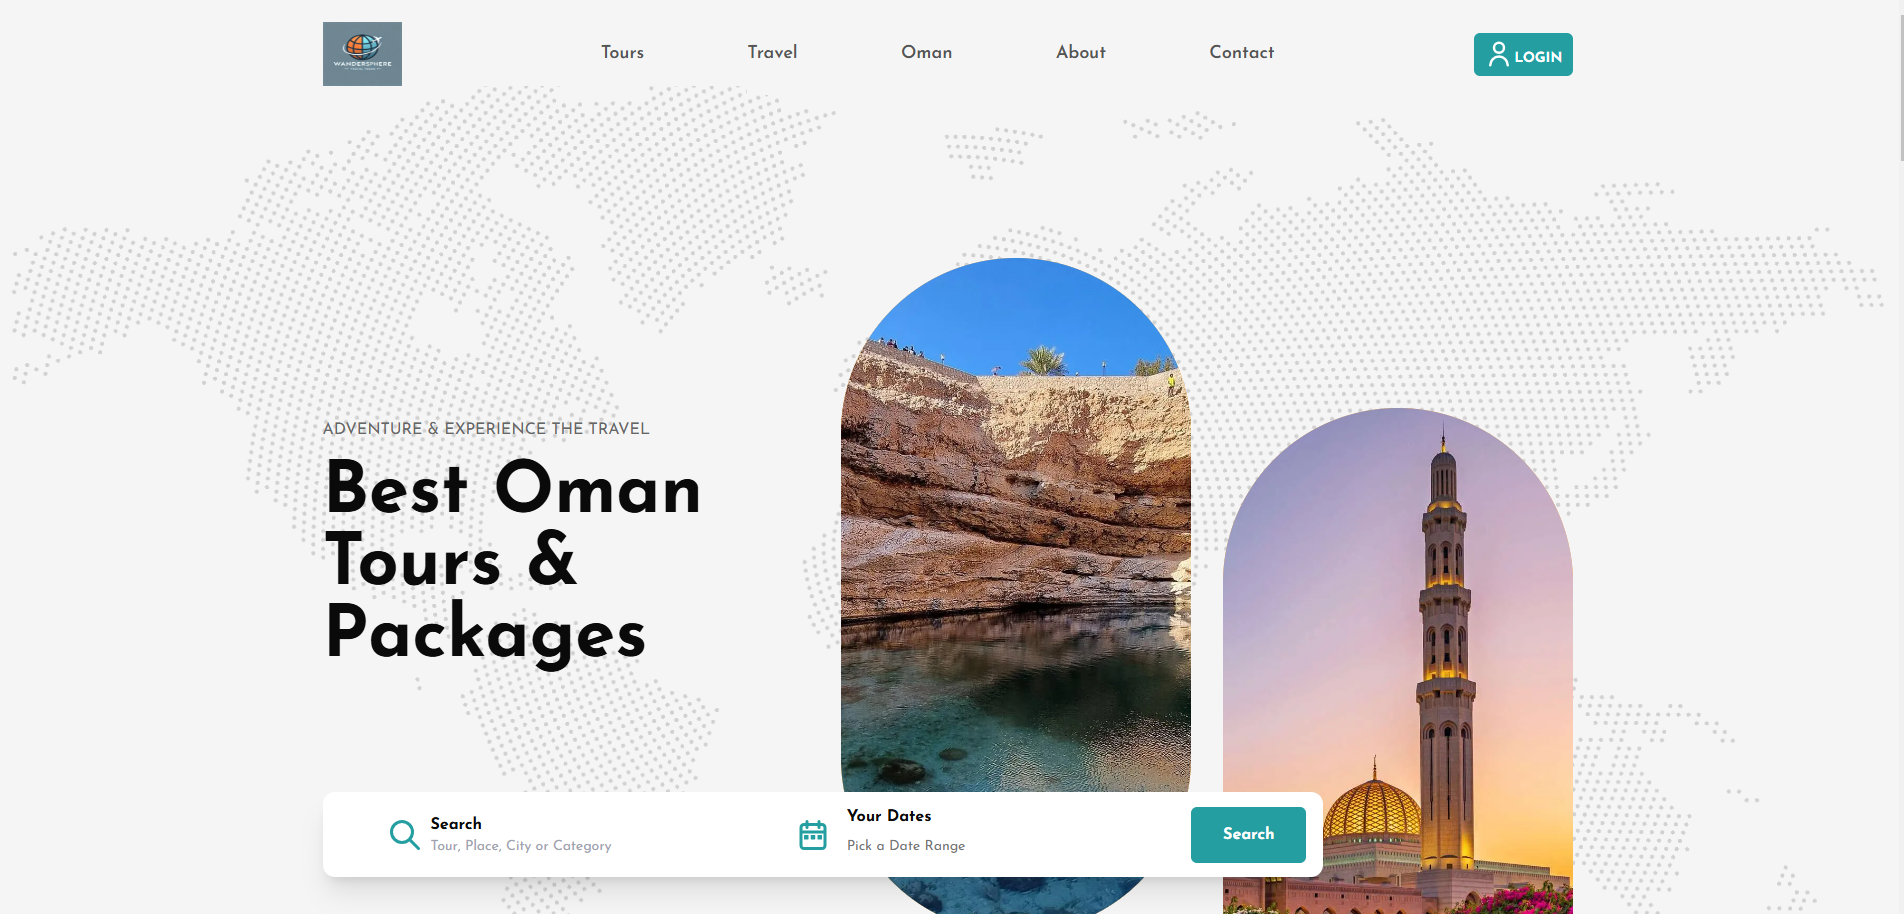 WANDERSPHERE
Tours
Travel
Oman
About
Contact
LOGIN
ADVENTURE & EXPERIENCE THE TRAVEL
Best Oman
Tours &
Packages
Search
Tour, Place, City or Category
Your Dates
Pick a Date Range
Search